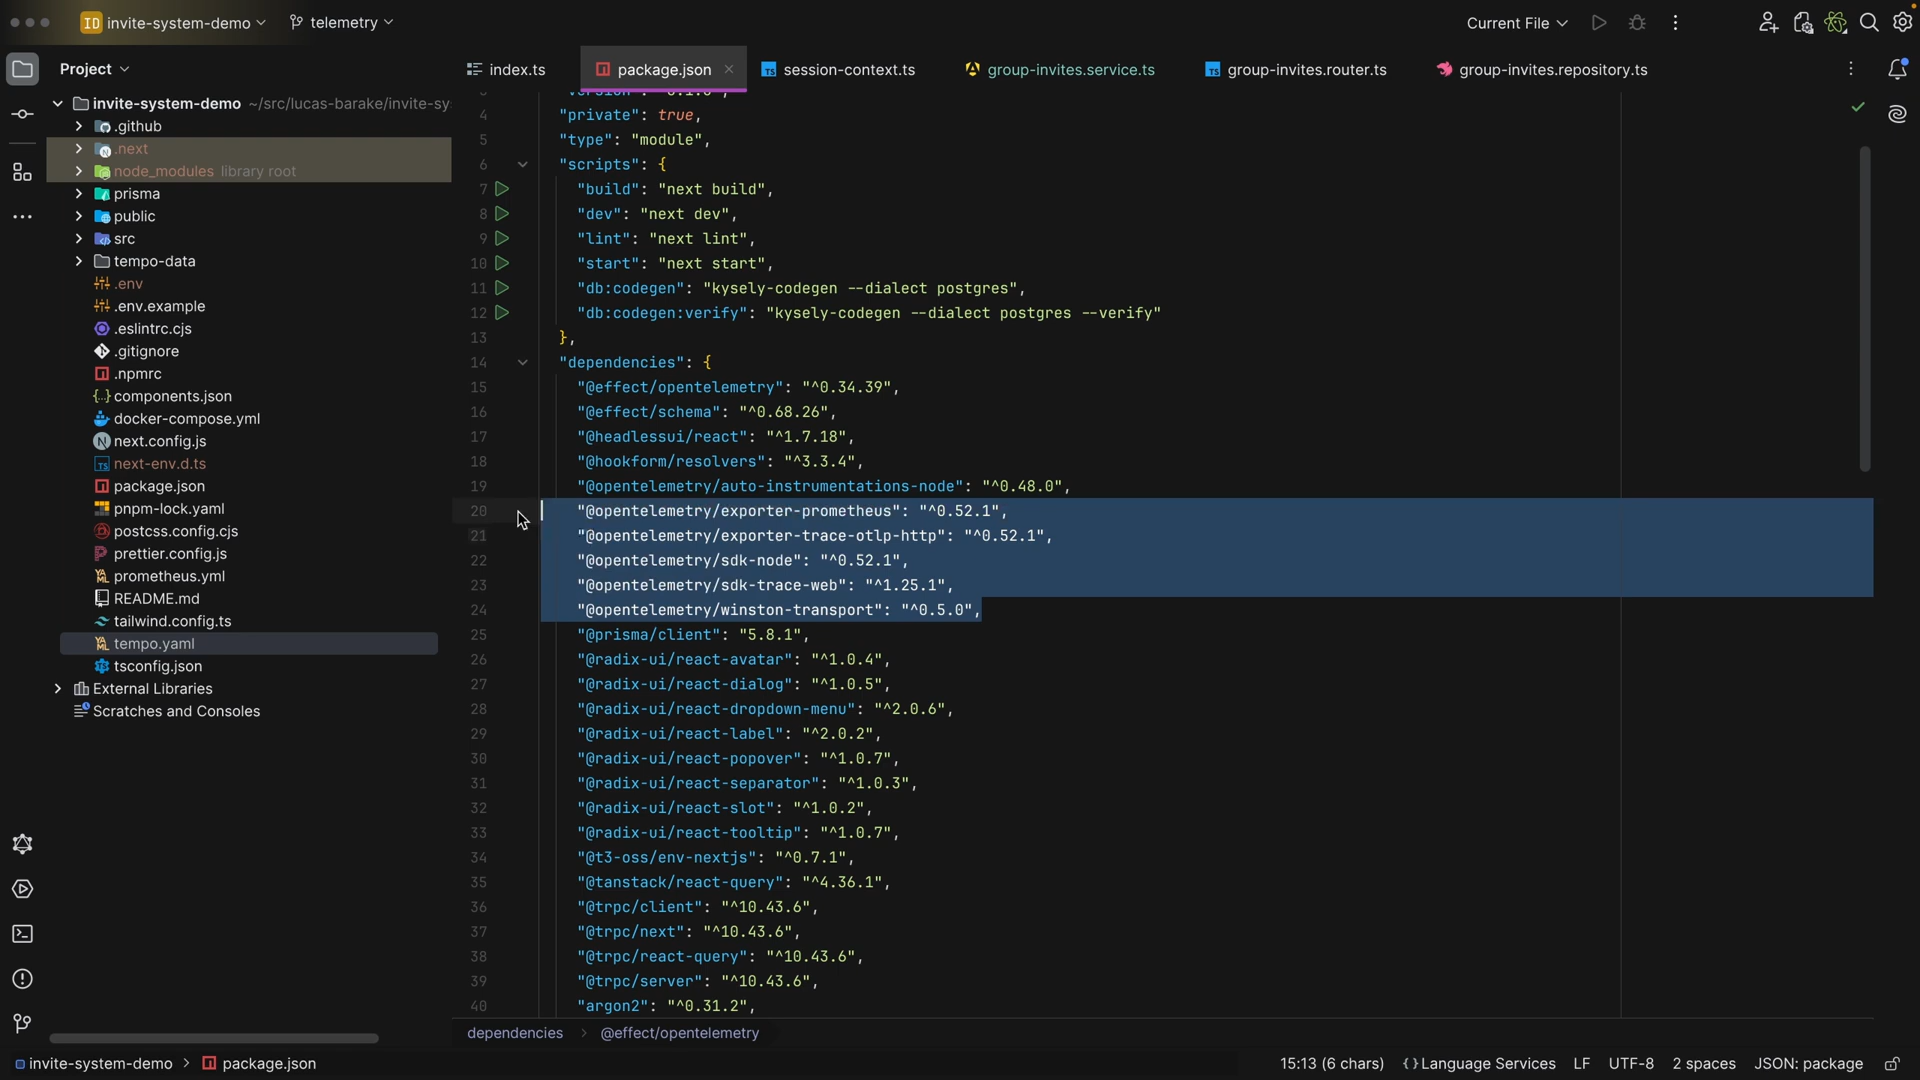 ID invite-system-demo
telemetry
Current File
Project
index.ts
package.json
session-context.ts
group-invites.service.ts
group-invites.router.ts
group-invites.repository.ts
invite-system-demo ~/src/lucas-barake/invite-sy
.github
.next
node_modules library root
prisma
public
src
tempo-data
.env
.env.example
.eslintrc.cjs
.gitignore
.npmrc
components.json
docker-compose.yml
next.config.js
next-env.d.ts
package.json
pnpm-lock.yaml
postcss.config.cjs
prettier.config.js
prometheus.yml
README.md
tailwind.config.ts
tempo.yaml
tsconfig.json
External Libraries
Scratches and Consoles
4 "private": true,
5 "type": "module",
6 "scripts": {
7 "build": "next build",
8 "dev": "next dev",
9 "lint": "next lint",
10 "start": "next start",
11 "db:codegen": "kysely-codegen --dialect postgres",
12 "db:codegen:verify": "kysely-codegen --dialect postgres --verify"
13 },
14 "dependencies": {
15 "@effect/opentelemetry": "^0.34.39",
16 "@effect/schema": "^0.68.26",
17 "@headlessui/react": "^1.7.18",
18 "@hookform/resolvers": "^3.3.4",
19 "@opentelemetry/auto-instrumentations-node": "^0.48.0",
20 "@opentelemetry/exporter-prometheus": "^0.52.1",
21 "@opentelemetry/exporter-trace-otlp-http": "^0.52.1",
22 "@opentelemetry/sdk-node": "^0.52.1",
23 "@opentelemetry/sdk-trace-web": "^1.25.1",
24 "@opentelemetry/winston-transport": "^0.5.0",
25 "@prisma/client": "5.8.1",
26 "@radix-ui/react-avatar": "^1.0.4",
27 "@radix-ui/react-dialog": "^1.0.5",
28 "@radix-ui/react-dropdown-menu": "^2.0.6",
29 "@radix-ui/react-label": "^2.0.2",
30 "@radix-ui/react-popover": "^1.0.7",
31 "@radix-ui/react-separator": "^1.0.3",
32 "@radix-ui/react-slot": "^1.0.2",
33 "@radix-ui/react-tooltip": "^1.0.7",
34 "@t3-oss/env-nextjs": "^0.7.1",
35 "@tanstack/react-query": "^4.36.1",
36 "@trpc/client": "^10.43.6",
37 "@trpc/next": "^10.43.6",
38 "@trpc/react-query": "^10.43.6",
39 "@trpc/server": "^10.43.6",
40 "argon2": "^0.31.2",
dependencies > @effect/opentelemetry
invite-system-demo > package.json
15:13 (6 chars) {} Language Services LF UTF-8 2 spaces JSON: package